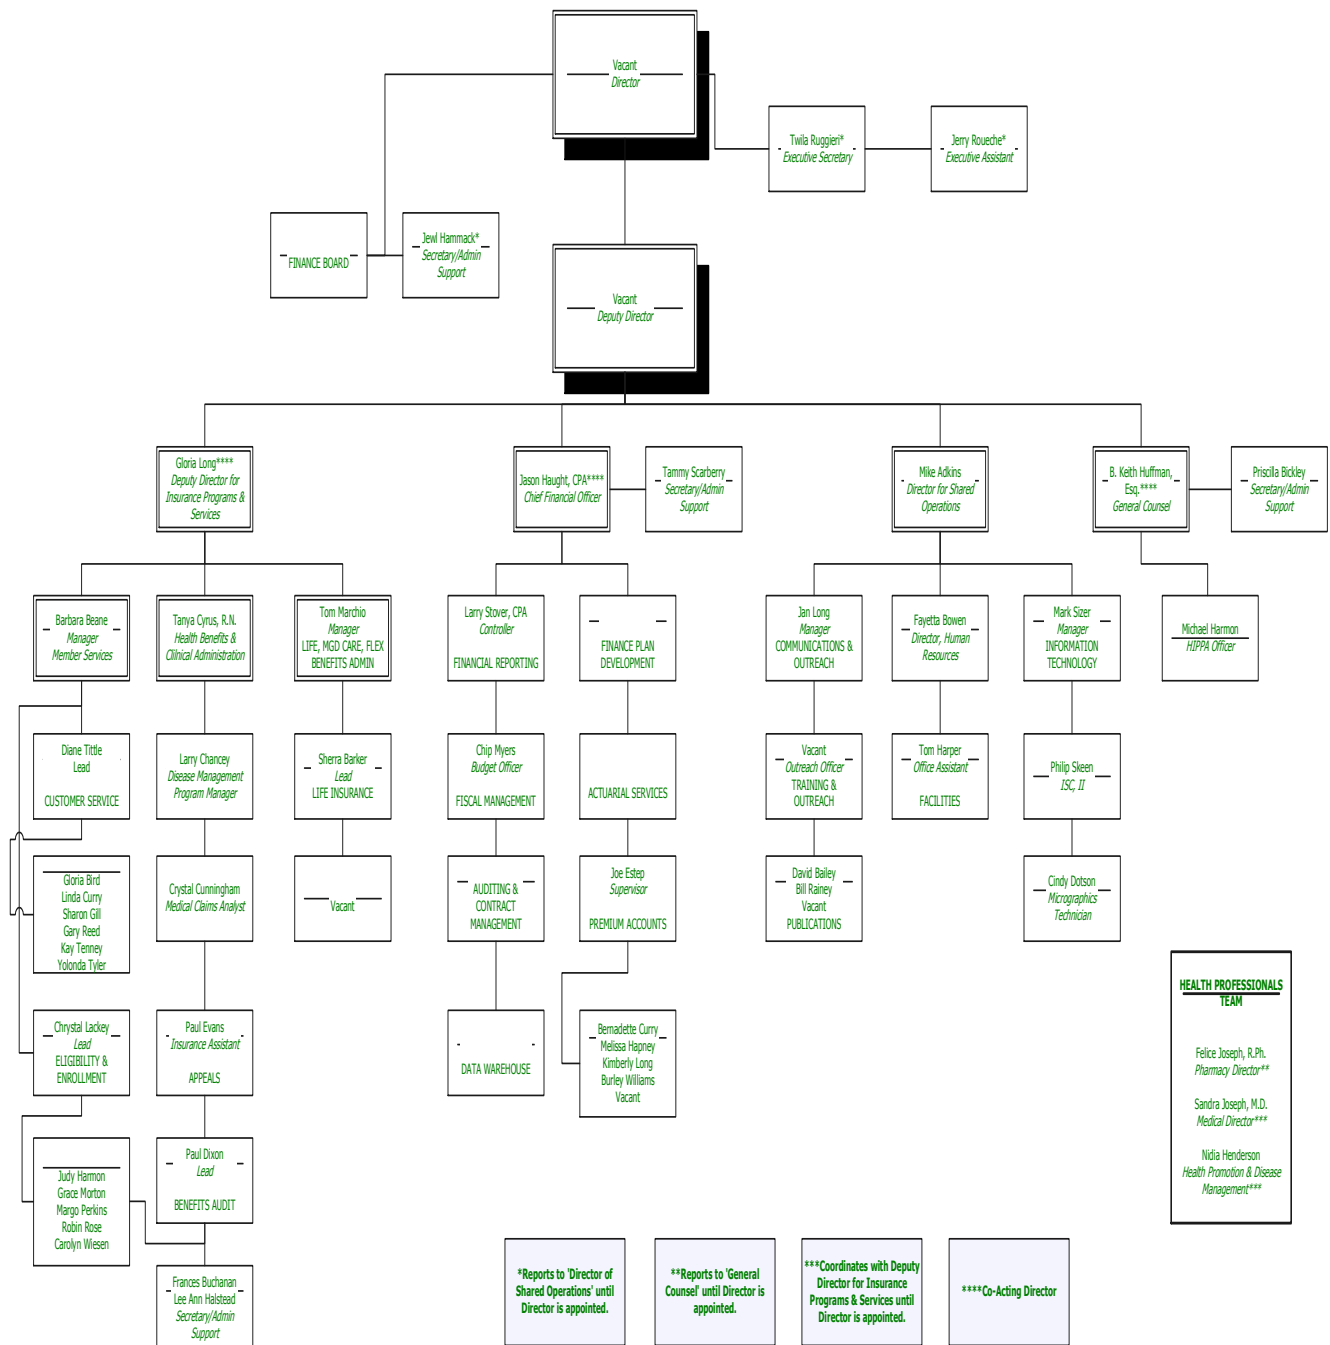 Vacant
Director
Twila Ruggieri*
Executive Secretary
Jerry Roueche*
Executive Assistant
FINANCE BOARD
Jewl Hammack*
Secretary/Admin
Support
Vacant
Deputy Director
Gloria Long****
Deputy Director for
Insurance Programs &
Services
Jason Haught, CPA****
Chief Financial Officer
Tammy Scarberry
Secretary/Admin
Support
Mike Adkins
Director for Shared
Operations
B. Keith Huffman,
Esq.****
General Counsel
Priscilla Bickley
Secretary/Admin
Support
Barbara Beane
Manager
Member Services
Tanya Cyrus, R.N.
Health Benefits &
Clilnical Administration
Tom Marchio
Manager
LIFE, MGD CARE, FLEX
BENEFITS ADMIN
Larry Stover, CPA
Controller
FINANCIAL REPORTING
FINANCE PLAN
DEVELOPMENT
Jan Long
Manager
COMMUNICATIONS &
OUTREACH
Fayetta Bowen
Director, Human
Resources
Mark Sizer
Manager
INFORMATION
TECHNOLOGY
Michael Harmon
HIPPA Officer
Diane Tittle
Lead
CUSTOMER SERVICE
Larry Chancey
Disease Management
Program Manager
Sherra Barker
Lead
LIFE INSURANCE
Chip Myers
Budget Officer
FISCAL MANAGEMENT
ACTUARIAL SERVICES
Vacant
Outreach Officer
TRAINING &
OUTREACH
Tom Harper
Office Assistant
FACILITIES
Philip Skeen
ISC, II
Gloria Bird
Linda Curry
Sharon Gill
Gary Reed
Kay Tenney
Yolonda Tyler
Crystal Cunningham
Medical Claims Analyst
Vacant
AUDITING &
CONTRACT
MANAGEMENT
Joe Estep
Supervisor
PREMIUM ACCOUNTS
David Bailey
Bill Rainey
Vacant
PUBLICATIONS
Cindy Dotson
Micrographics
Technician
Chrystal Lackey
Lead
ELIGIBILITY &
ENROLLMENT
Paul Evans
Insurance Assistant
APPEALS
DATA WAREHOUSE
Bernadette Curry
Melissa Hapney
Kimberly Long
Burley Williams
Vacant
HEALTH PROFESSIONALS
TEAM
Felice Joseph, R.Ph.
Pharmacy Director**
Sandra Joseph, M.D.
Medical Director***
Nidia Henderson
Health Promotion & Disease
Management***
Judy Harmon
Grace Morton
Margo Perkins
Robin Rose
Carolyn Wiesen
Paul Dixon
Lead
BENEFITS AUDIT
Frances Buchanan
Lee Ann Halstead
Secretary/Admin
Support
*Reports to 'Director of
Shared Operations' until
Director is appointed.
**Reports to 'General
Counsel' until Director is
appointed.
***Coordinates with Deputy
Director for Insurance
Programs & Services until
Director is appointed.
****Co-Acting Director